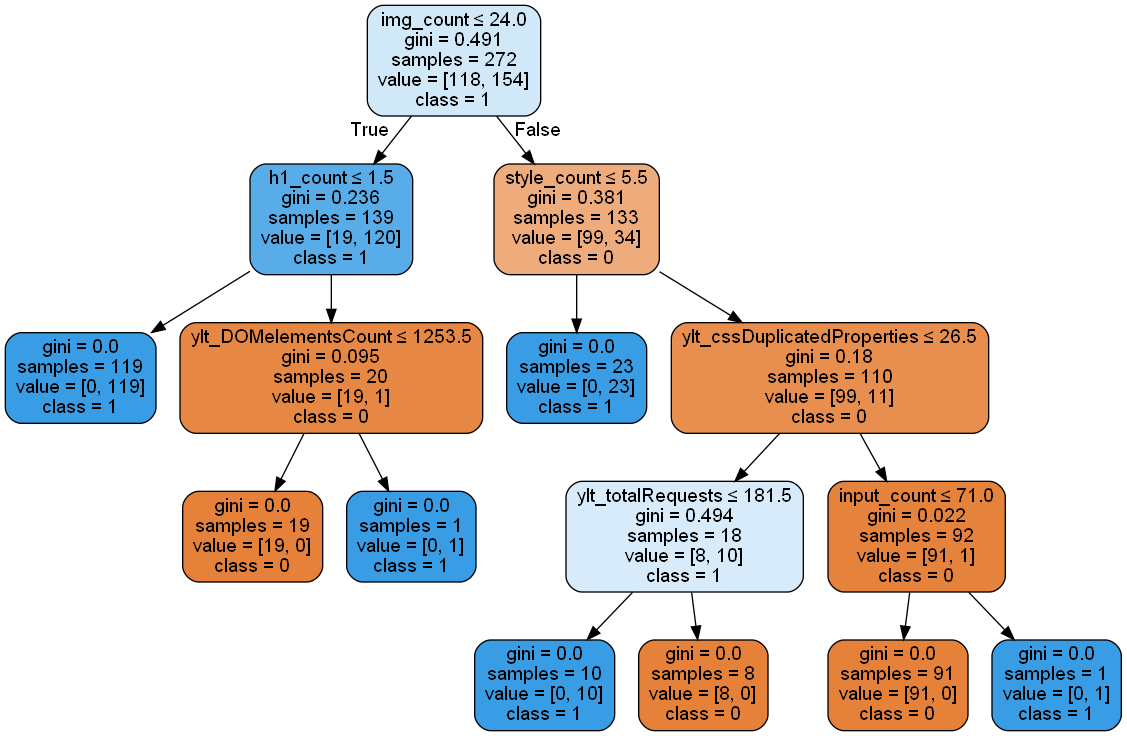 img_count ≤ 24.0
gini = 0.491
samples = 272
value = [118, 154]
class = 1
True
False
h1_count ≤ 1.5
gini = 0.236
samples = 139
value = [19, 120]
class = 1
style_count ≤ 5.5
gini = 0.381
samples = 133
value = [99, 34]
class = 0
gini = 0.0
samples = 119
value = [0, 119]
class = 1
ylt_DOMelementsCount ≤ 1253.5
gini = 0.095
samples = 20
value = [19, 1]
class = 0
gini = 0.0
samples = 23
value = [0, 23]
class = 1
ylt_cssDuplicatedProperties ≤ 26.5
gini = 0.18
samples = 110
value = [99, 11]
class = 0
gini = 0.0
samples = 19
value = [19, 0]
class = 0
gini = 0.0
samples = 1
value = [0, 1]
class = 1
ylt_totalRequests ≤ 181.5
gini = 0.494
samples = 18
value = [8, 10]
class = 1
input_count ≤ 71.0
gini = 0.022
samples = 92
value = [91, 1]
class = 0
gini = 0.0
samples = 10
value = [0, 10]
class = 1
gini = 0.0
samples = 8
value = [8, 0]
class = 0
gini = 0.0
samples = 91
value = [91, 0]
class = 0
gini = 0.0
samples = 1
value = [0, 1]
class = 1